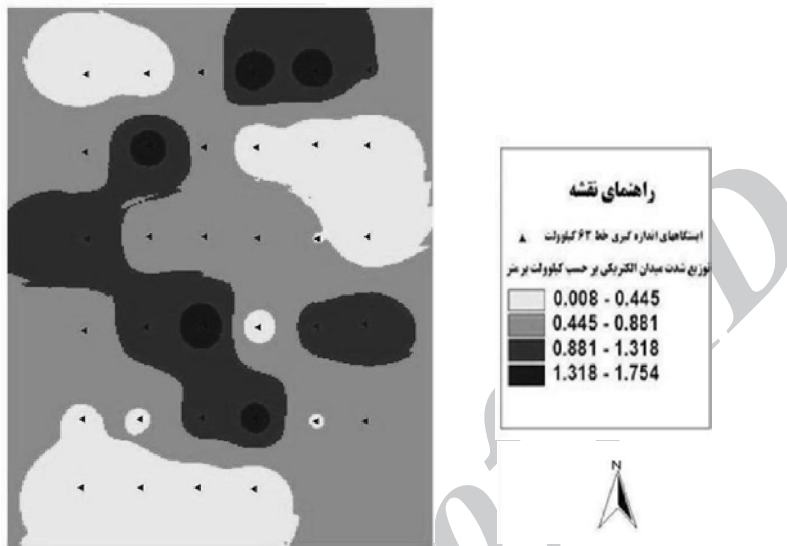 راهنمای نقشه
ایستگاههای اندازه گیری خط ۶۳ کیلوولت
توزیع شدت میدان الکتریکی بر حسب کیلوولت بر متر
0.008 - 0.445
0.445 - 0.881
0.881 - 1.318
1.318 - 1.754
N